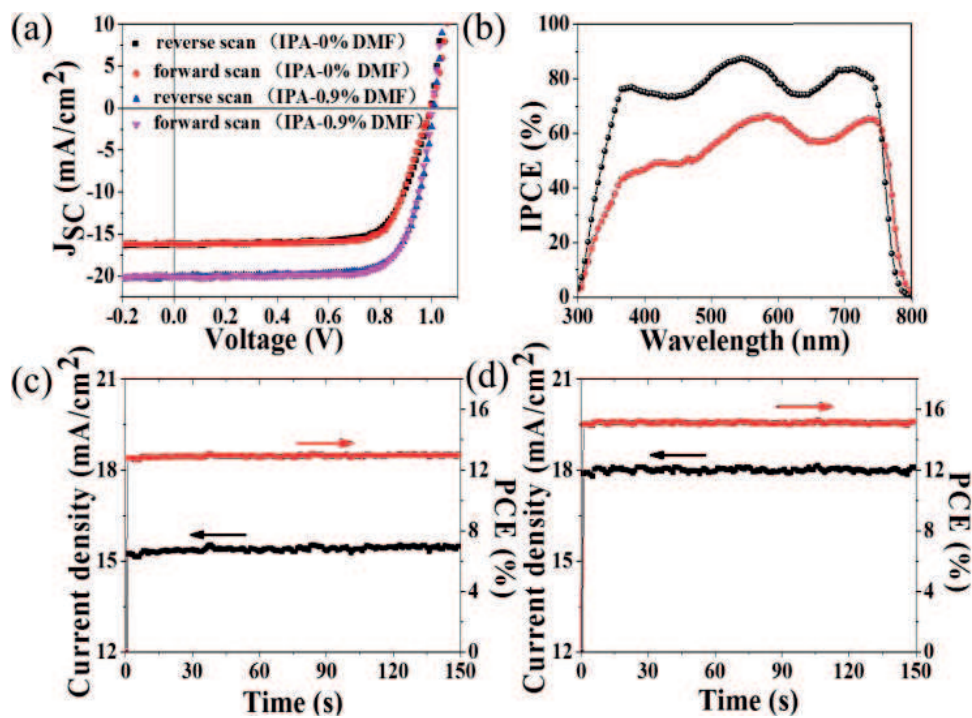 (a)
reverse scan (IPA-0% DMF)
forward scan (IPA-0% DMF)
reverse scan (IPA-0.9% DMF)
forward scan (IPA-0.9% DMF)
J_SC (mA/cm²)
10
5
0
-5
-10
-15
-20
-0.2 0.0 0.2 0.4 0.6 0.8 1.0
Voltage (V)
(b)
IPCE (%)
100
80
60
40
20
0
300 400 500 600 700 800
Wavelength (nm)
(c)
Current density (mA/cm²)
21
18
15
12
16
12
8
4
0
PCE (%)
0 30 60 90 120 150
Time (s)
(d)
Current density (mA/cm²)
21
18
15
12
16
12
8
4
0
PCE (%)
0 30 60 90 120 150
Time (s)